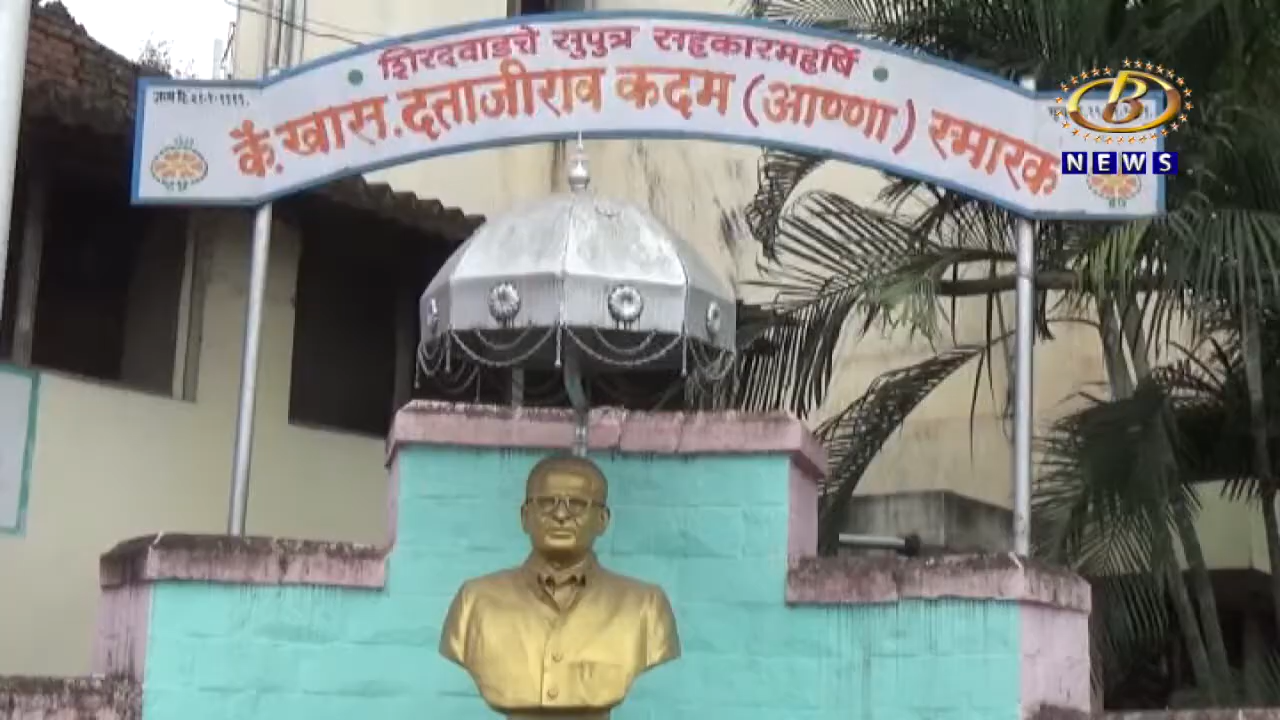 शिरदवाडचे सुपुत्र सहकारमहर्षि
कै. खास. दत्ताजीराव कदम (आण्णा) स्मारक
B
NEWS